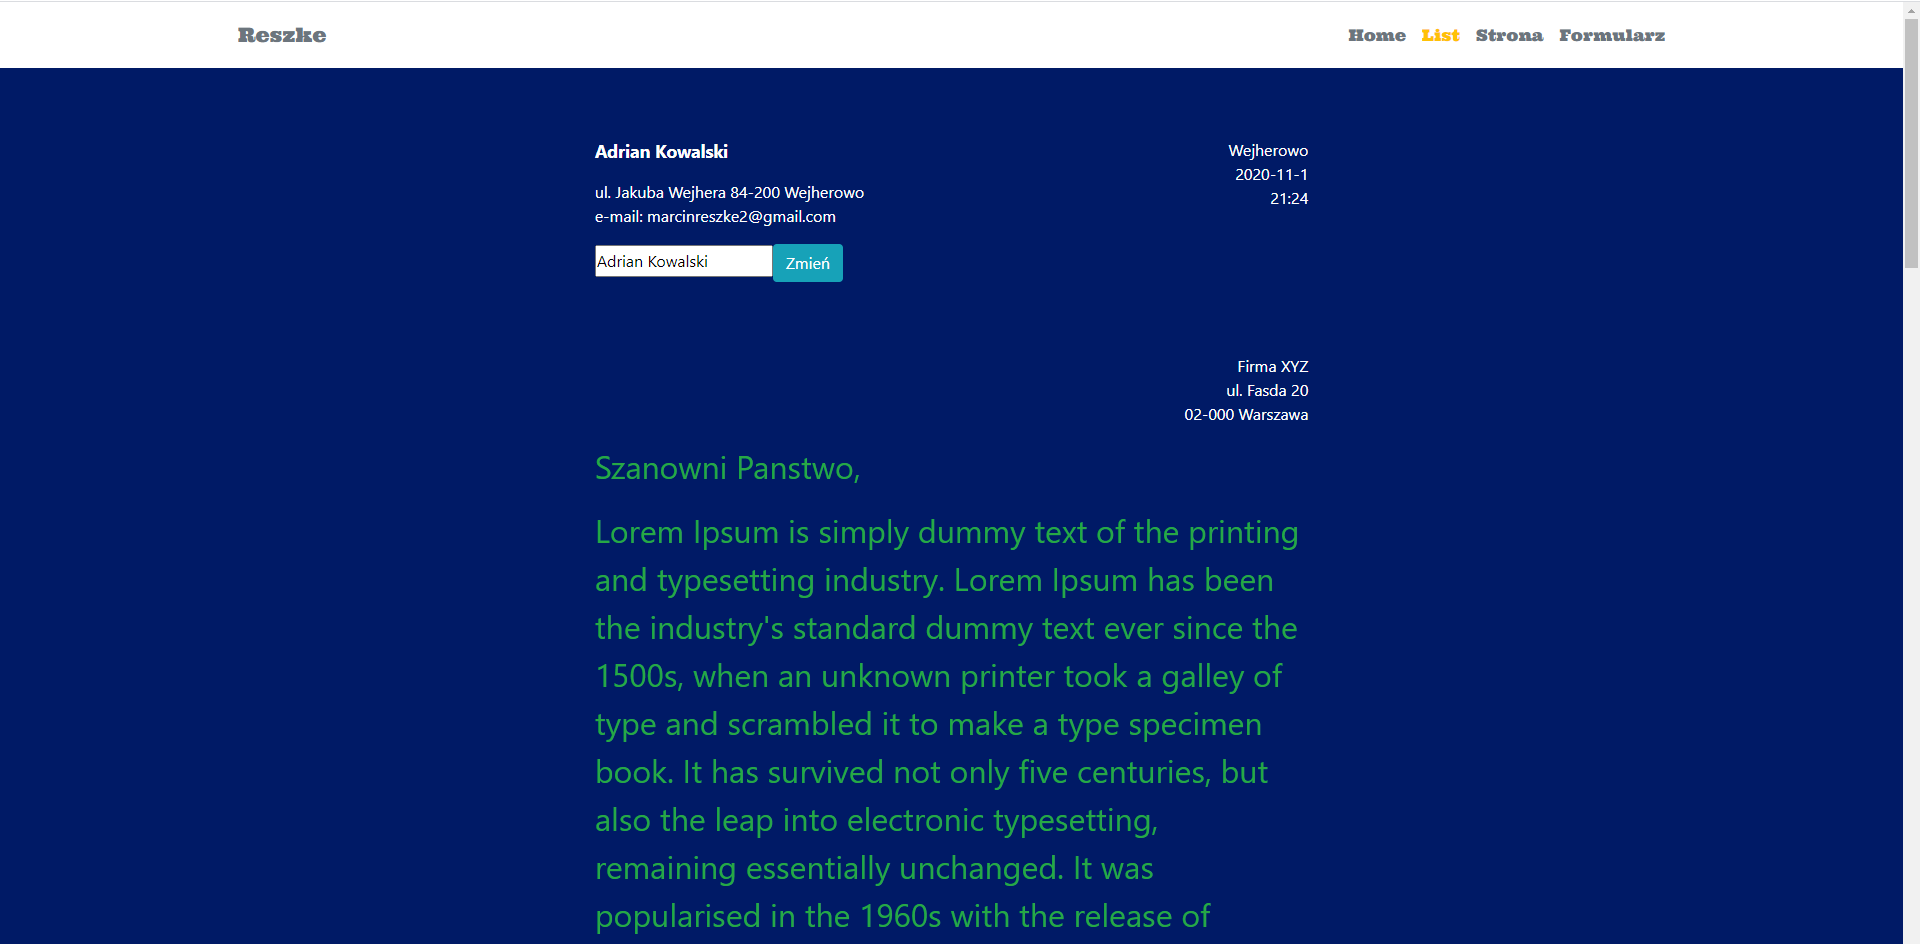 Reszke
Home List Strona Formularz
Adrian Kowalski
ul. Jakuba Wejhera 84-200 Wejherowo
e-mail: marcinreszke2@gmail.com
Adrian Kowalski Zmień
Wejherowo
2020-11-1
21:24
Firma XYZ
ul. Fasda 20
02-000 Warszawa
Szanowni Panstwo,
Lorem Ipsum is simply dummy text of the printing
and typesetting industry. Lorem Ipsum has been
the industry's standard dummy text ever since the
1500s, when an unknown printer took a galley of
type and scrambled it to make a type specimen
book. It has survived not only five centuries, but
also the leap into electronic typesetting,
remaining essentially unchanged. It was
popularised in the 1960s with the release of